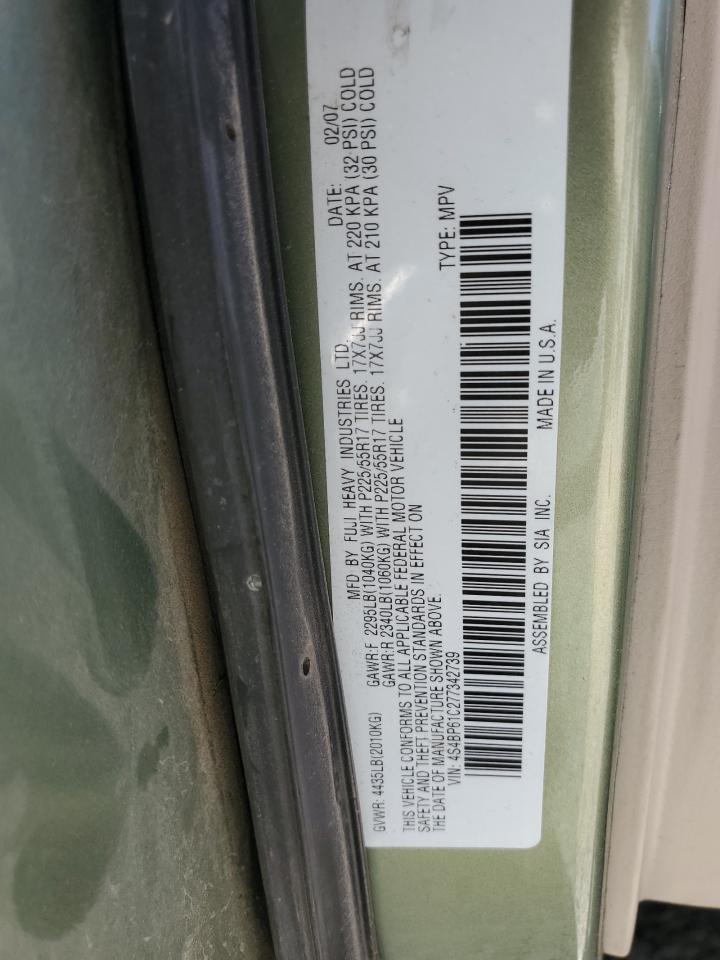 MFD BY FUJI HEAVY INDUSTRIES LTD. DATE: 02/07
GVWR: 4435LB(2010KG) GAWR:F 2295LB(1040KG) WITH P225/55R17 TIRES. 17X7JJ RIMS. AT 220 KPA (32 PSI) COLD
GAWR:R 2340LB(1060KG) WITH P225/55R17 TIRES. 17X7JJ RIMS. AT 210 KPA (30 PSI) COLD
THIS VEHICLE CONFORMS TO ALL APPLICABLE FEDERAL MOTOR VEHICLE
SAFETY AND THEFT PREVENTION STANDARDS IN EFFECT ON
THE DATE OF MANUFACTURE SHOWN ABOVE.
VIN: 4S4BP61C277342739 TYPE: MPV
ASSEMBLED BY SIA INC. MADE IN U.S.A.